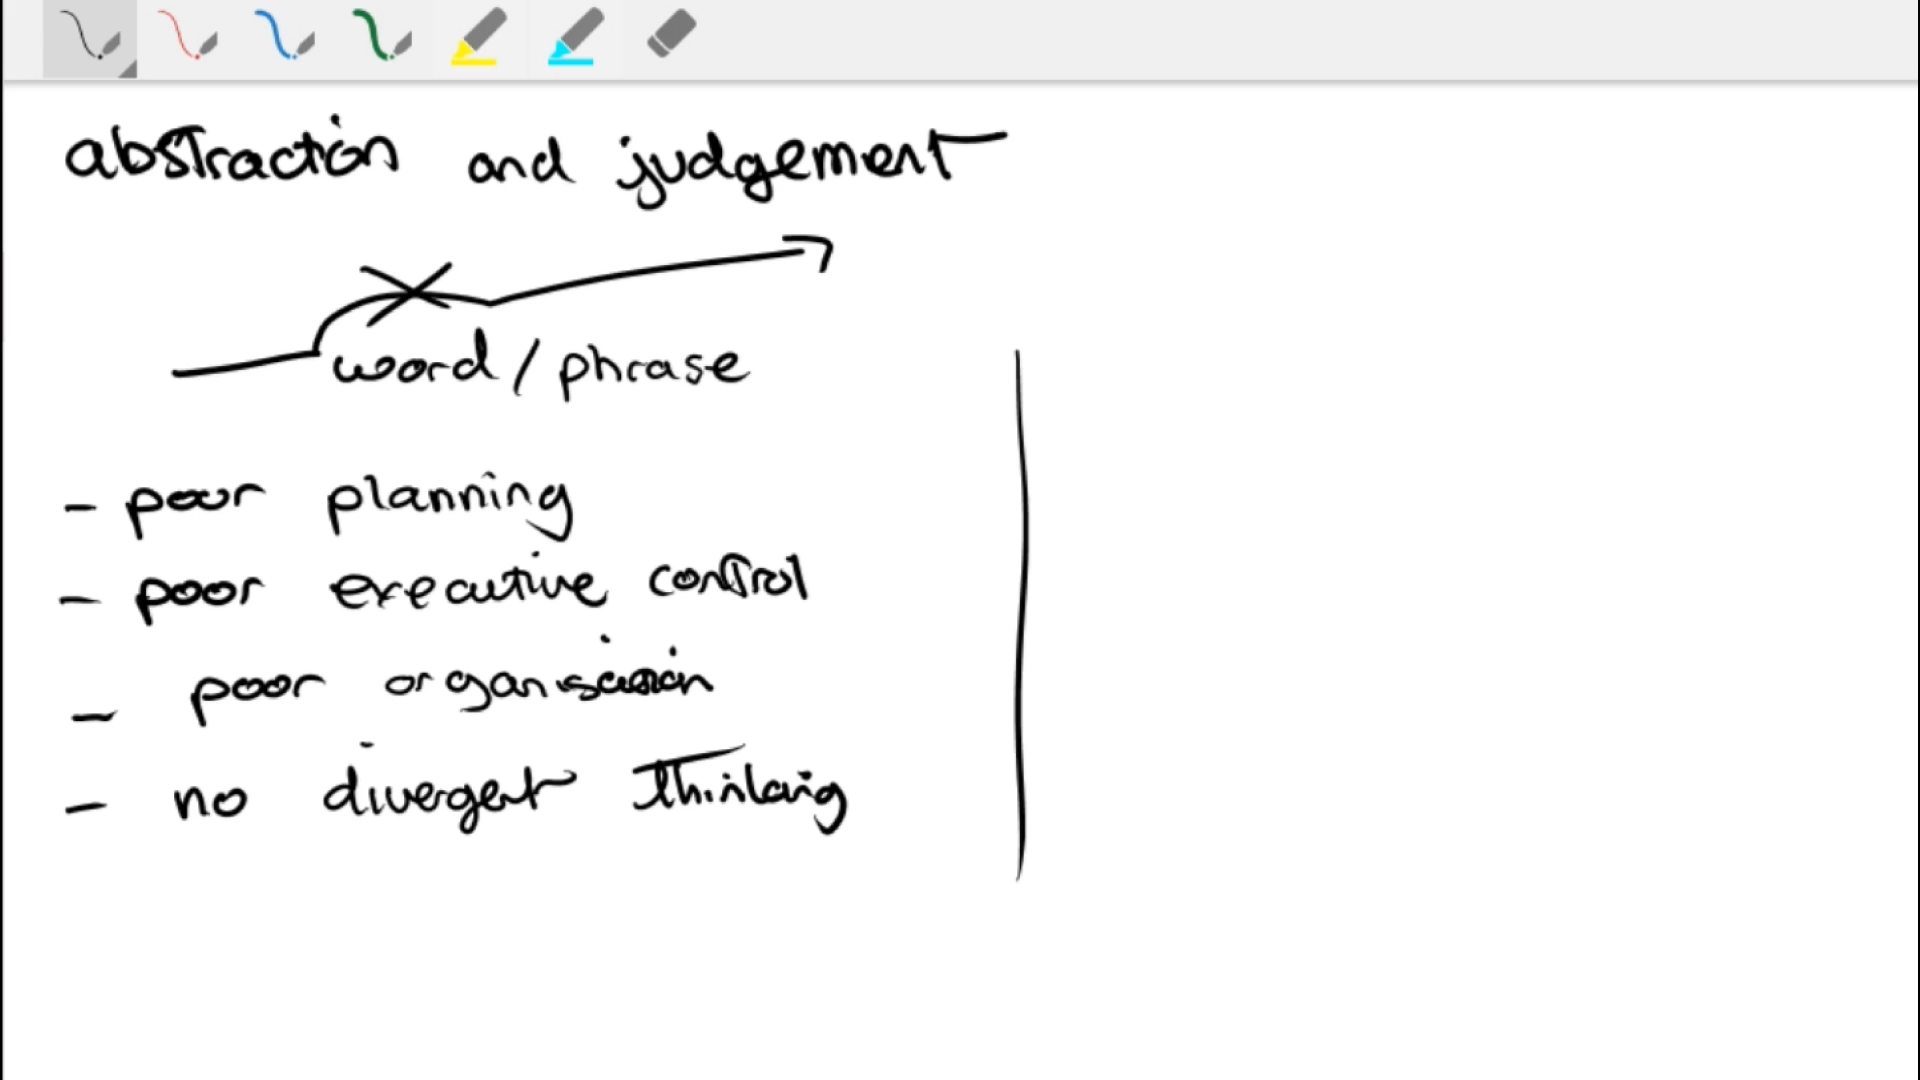 abstraction and judgement
word / phrase
- poor planning
- poor executive control
- poor organisation
- no divergent thinking